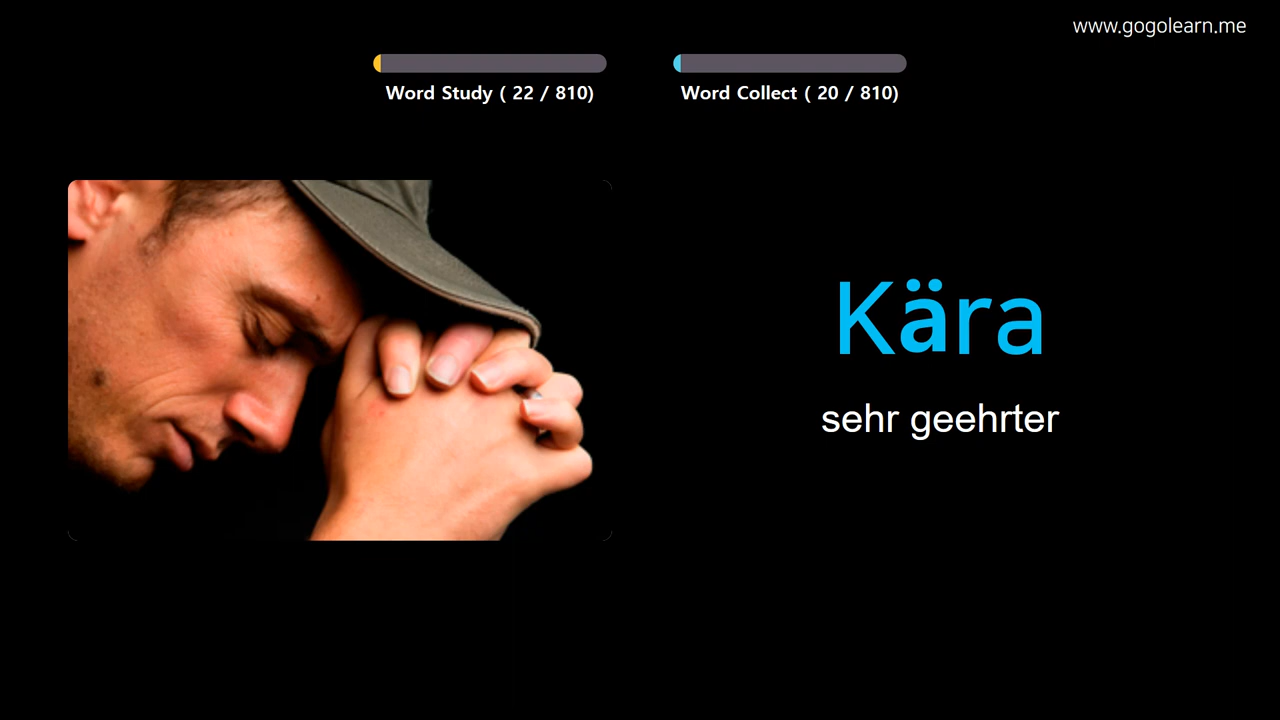 www.gogolearn.me
Word Study ( 22 / 810)
Word Collect ( 20 / 810)
Kära
sehr geehrter